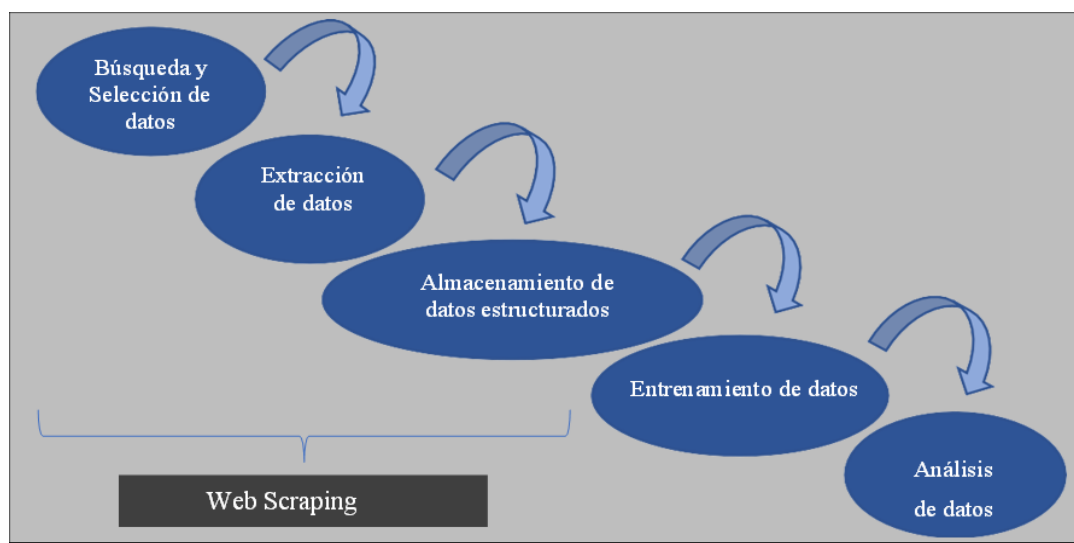 Búsqueda y
Selección de
datos
Extracción
de datos
Almacenamiento de
datos estructurados
Entrenamiento de datos
Análisis
de datos
Web Scraping